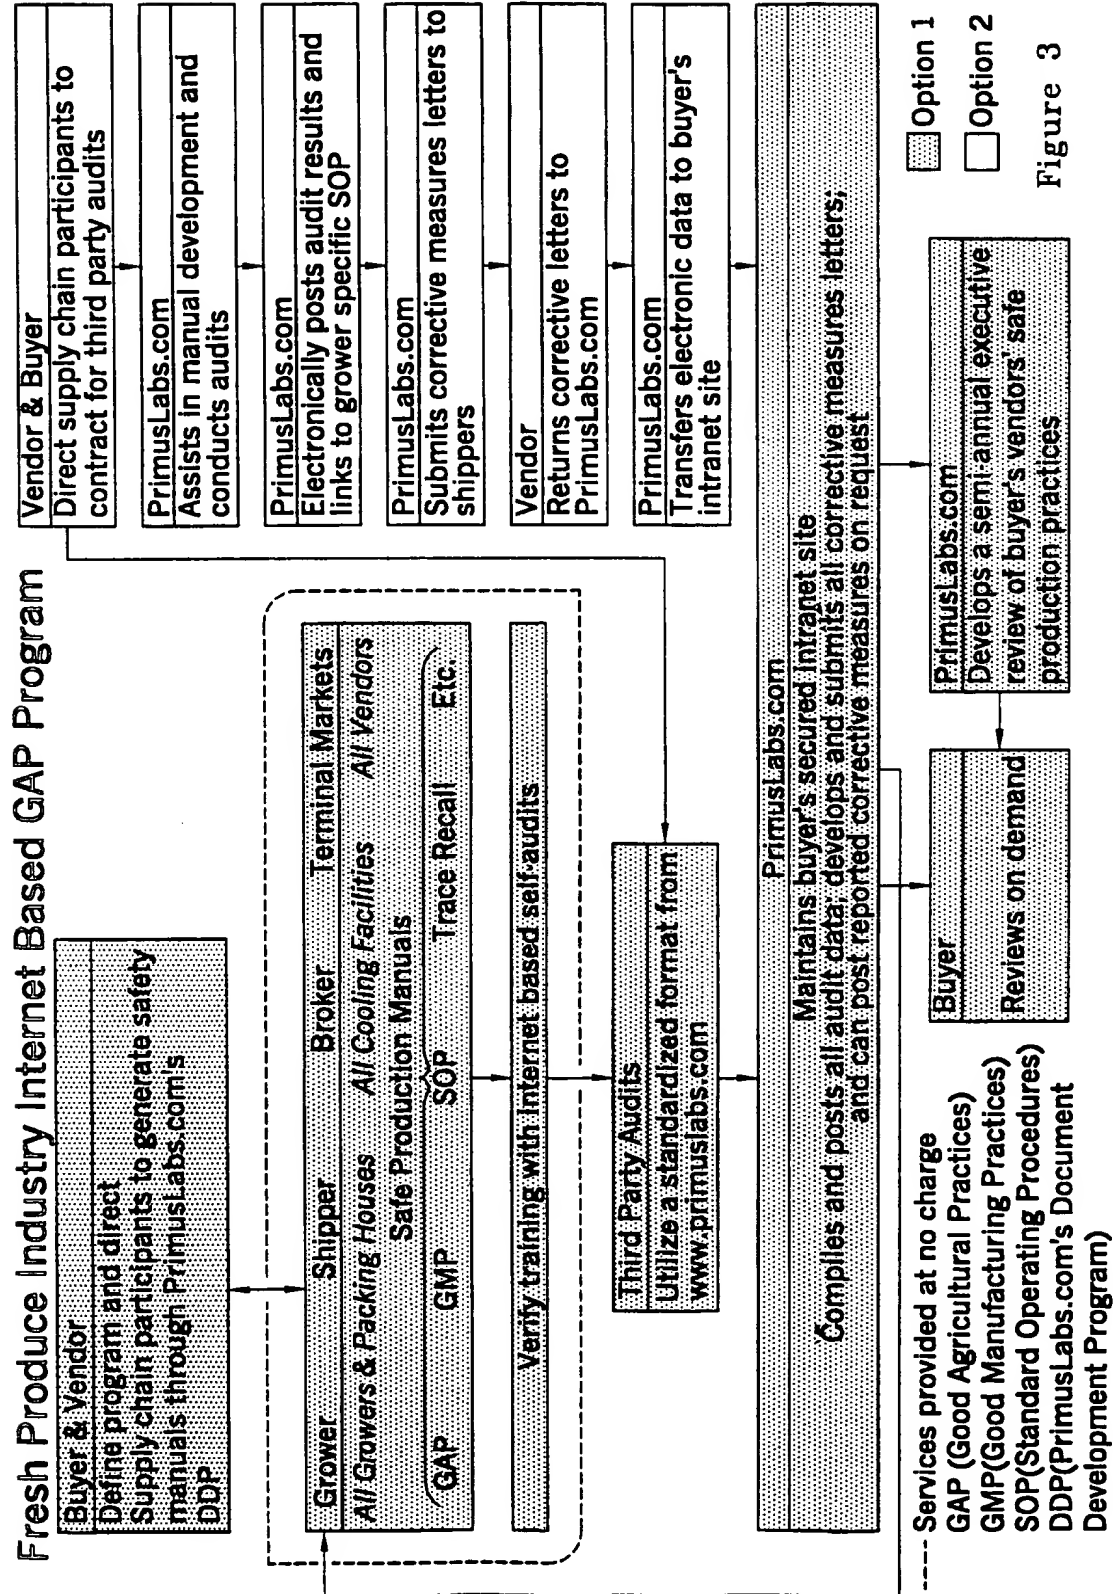 Fresh Produce Industry Internet Based GAP Program
Buyer & Vendor
Define program and direct
Supply chain participants to generate safety
manuals through PrimusLabs.com's
DDP
Grower Shipper Broker Terminal Markets
All Growers & Packing Houses All Cooling Facilities All Vendors
Safe Production Manuals
GAP GMP SOP Trace Recall Etc.
Verify training with Internet based self-audits
Third Party Audits
Utilize a standardized format from
www.primuslabs.com
Vendor & Buyer
Direct supply chain participants to
contract for third party audits
PrimusLabs.com
Assists in manual development and
conducts audits
PrimusLabs.com
Electronically posts audit results and
links to grower specific SOP
PrimusLabs.com
Submits corrective measures letters to
shippers
Vendor
Returns corrective letters to
PrimusLabs.com
PrimusLabs.com
Transfers electronic data to buyer's
intranet site
PrimusLabs.com
Maintains buyer's secured intranet site
Compiles and posts all audit data; develops and submits all corrective measures letters;
and can post reported corrective measures on request
Buyer
Reviews on demand
PrimusLabs.com
Develops a semi-annual executive
review of buyer's vendors' safe
production practices
---- Services provided at no charge
GAP (Good Agricultural Practices)
GMP(Good Manufacturing Practices)
SOP(Standard Operating Procedures)
DDP(PrimusLabs.com's Document
Development Program)
Option 1
Option 2
Figure 3